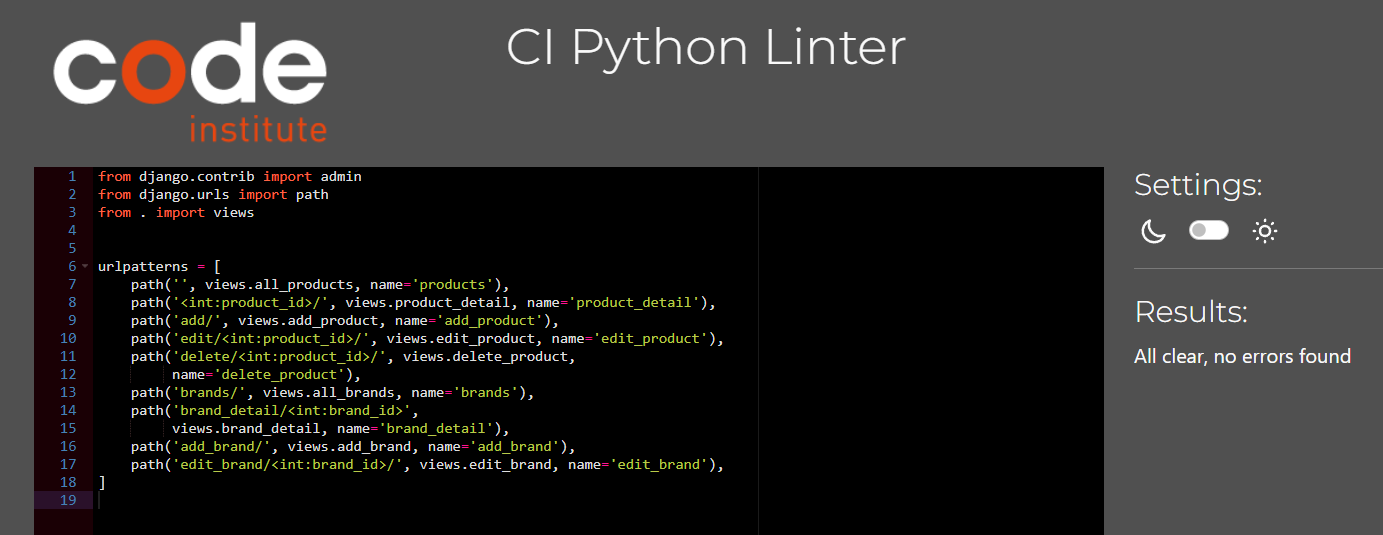 code
institute
CI Python Linter
1 from django.contrib import admin
2 from django.urls import path
3 from . import views
4
5
6 urlpatterns = [
7     path('', views.all_products, name='products'),
8     path('<int:product_id>/', views.product_detail, name='product_detail'),
9     path('add/', views.add_product, name='add_product'),
10     path('edit/<int:product_id>/', views.edit_product, name='edit_product'),
11     path('delete/<int:product_id>/', views.delete_product,
12          name='delete_product'),
13     path('brands/', views.all_brands, name='brands'),
14     path('brand_detail/<int:brand_id>',
15          views.brand_detail, name='brand_detail'),
16     path('add_brand/', views.add_brand, name='add_brand'),
17     path('edit_brand/<int:brand_id>/', views.edit_brand, name='edit_brand'),
18 ]
19
Settings:
Results:
All clear, no errors found